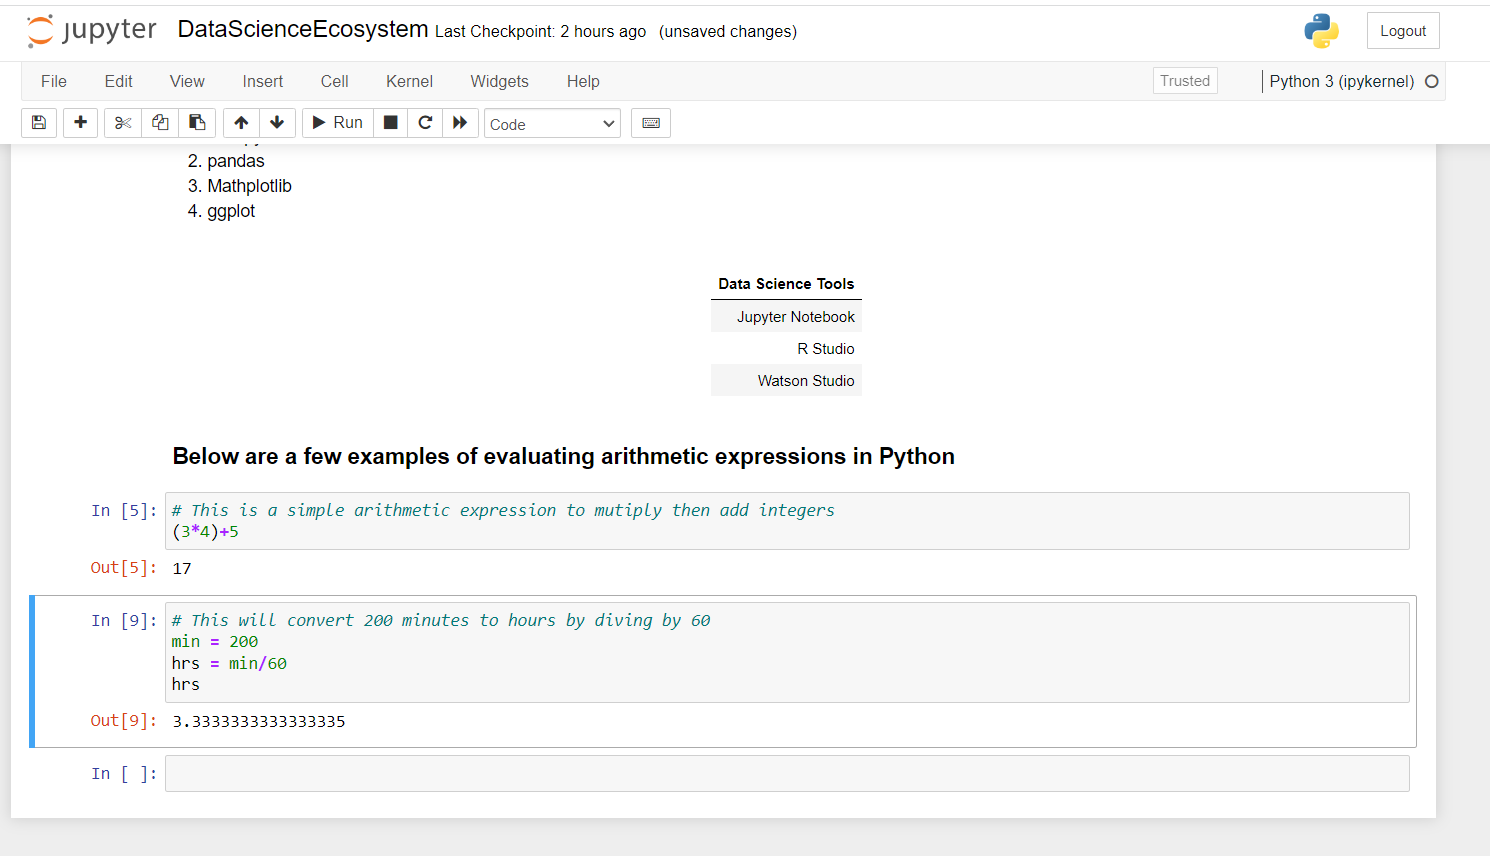 jupyter DataScienceEcosystem Last Checkpoint: 2 hours ago (unsaved changes) Logout
File Edit View Insert Cell Kernel Widgets Help Trusted Python 3 (ipykernel)
Run Code
2. pandas
3. Mathplotlib
4. ggplot
Data Science Tools
Jupyter Notebook
R Studio
Watson Studio
Below are a few examples of evaluating arithmetic expressions in Python
In [5]: # This is a simple arithmetic expression to mutiply then add integers
(3*4)+5
Out[5]: 17
In [9]: # This will convert 200 minutes to hours by diving by 60
min = 200
hrs = min/60
hrs
Out[9]: 3.3333333333333335
In [ ]: